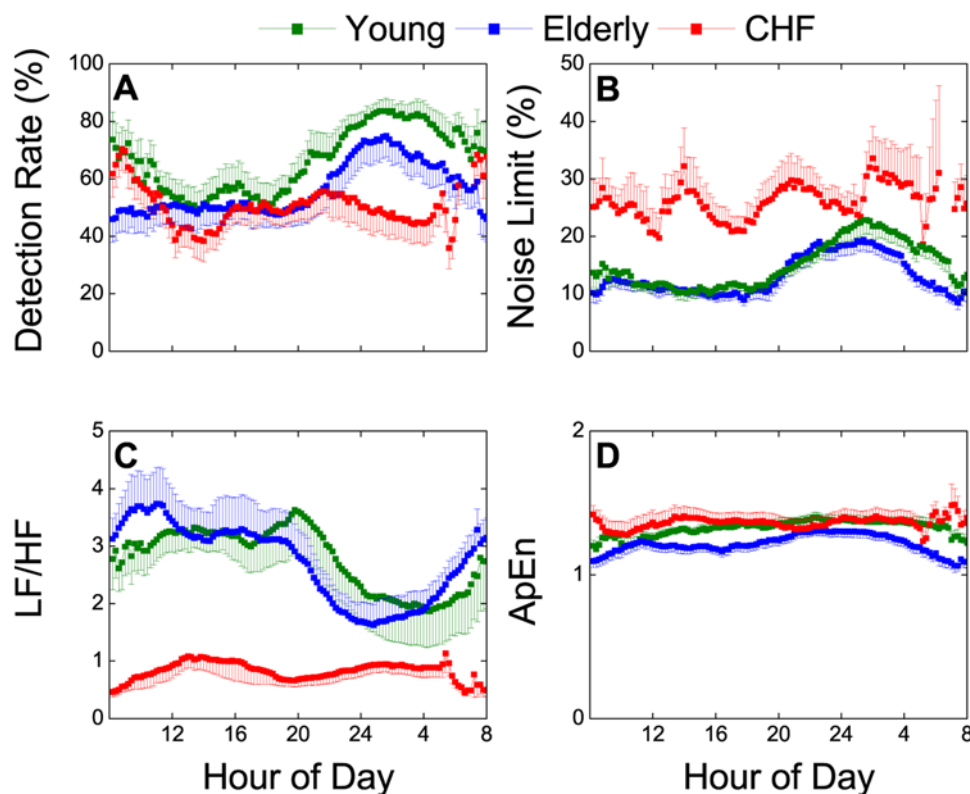 Young Elderly CHF
A
Detection Rate (%)
100
80
60
40
20
0
B
Noise Limit (%)
50
40
30
20
10
0
C
LF/HF
5
4
3
2
1
0
12 16 20 24 4 8
Hour of Day
D
ApEn
2
1
0
12 16 20 24 4 8
Hour of Day